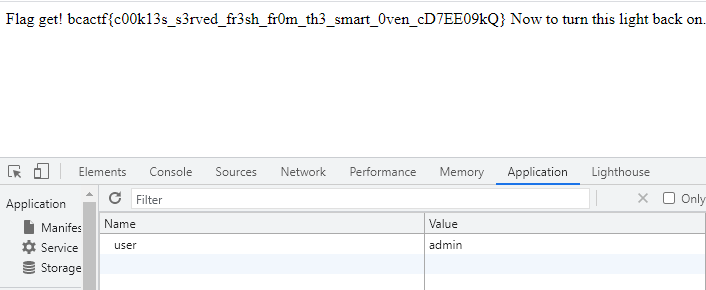 Flag get! bcactf{c00k13s_s3rved_fr3sh_fr0m_th3_smart_0ven_cD7EE09kQ} Now to turn this light back on.
Elements Console Sources Network Performance Memory Application Lighthouse
Application Filter Only
Name Value
Manifes user admin
Service
Storage